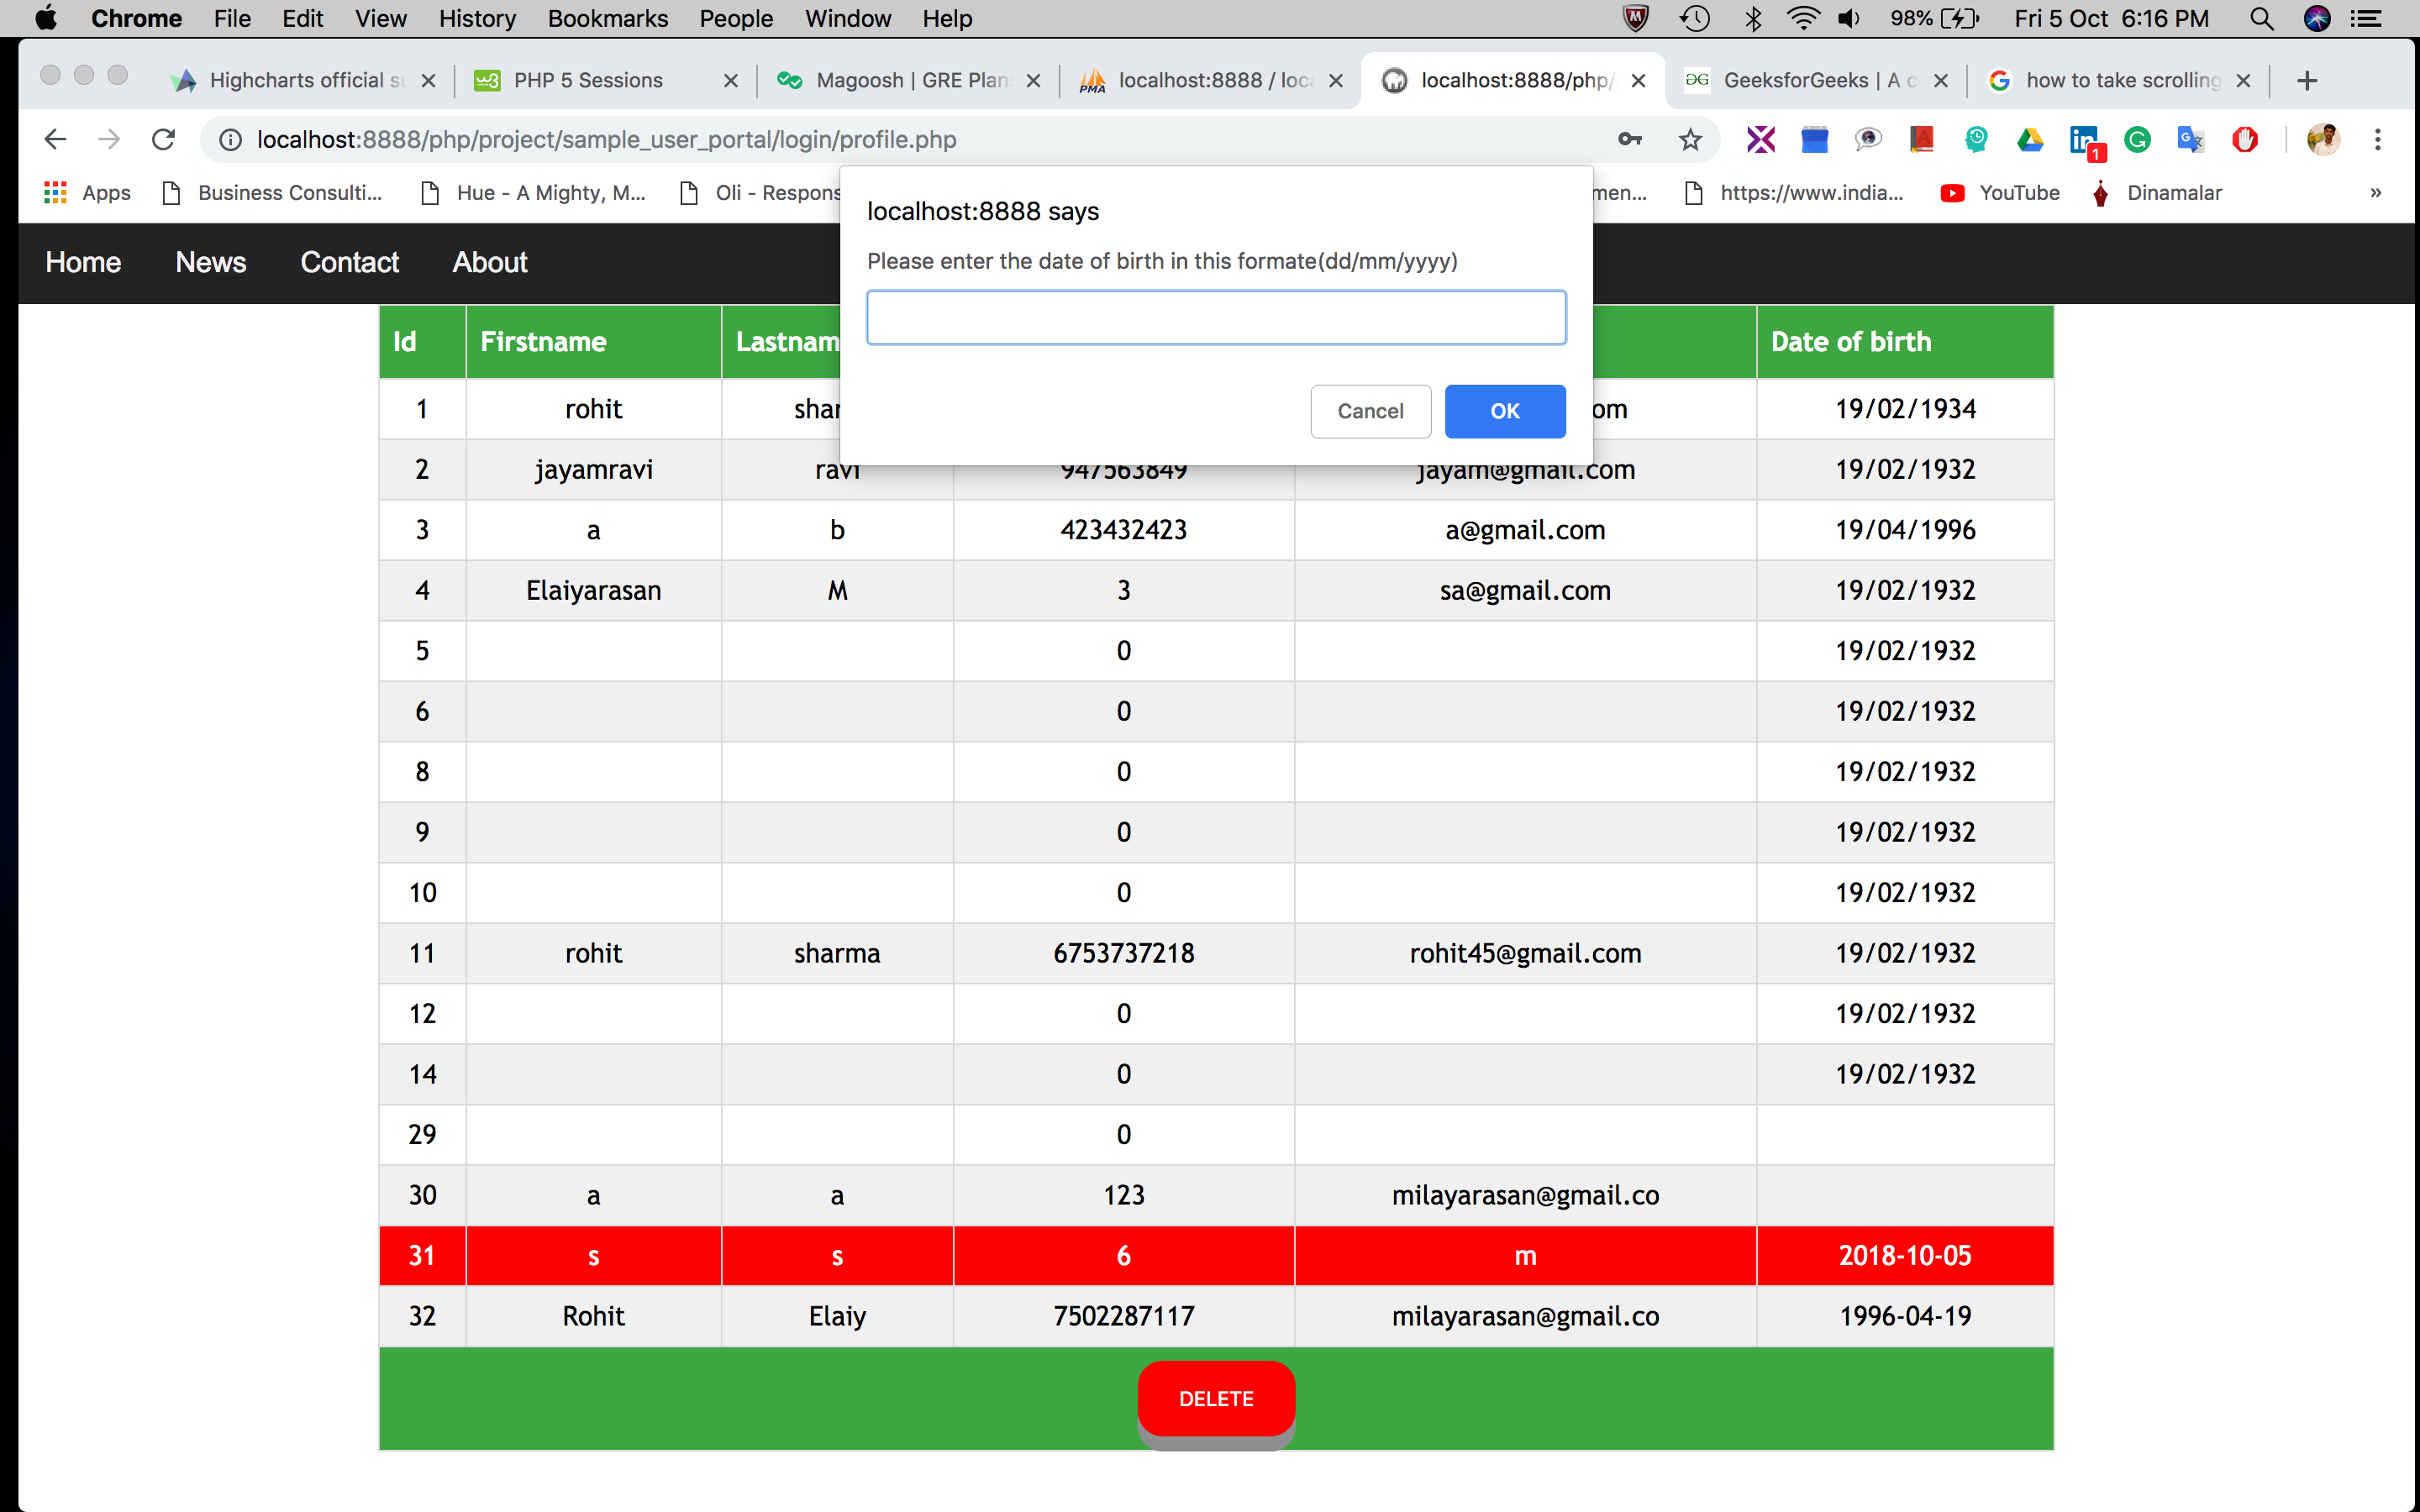 Chrome File Edit View History Bookmarks People Window Help 98% Fri 5 Oct 6:16 PM
Highcharts official PHP 5 Sessions Magoosh | GRE Plan localhost:8888 / loc localhost:8888/php/ GeeksforGeeks | A how to take scrolling
localhost:8888/php/project/sample_user_portal/login/profile.php 1
Apps Business Consulti... Hue - A Mighty, M... Oli - Respons men... https://www.india... YouTube Dinamalar »
localhost:8888 says
Please enter the date of birth in this formate(dd/mm/yyyy)
Cancel OK
Home News Contact About
Id Firstname Lastnam Date of birth
1 rohit shar om 19/02/1934
2 jayamravi ravi 947563849 jayam@gmail.com 19/02/1932
3 a b 423432423 a@gmail.com 19/04/1996
4 Elaiyarasan M 3 sa@gmail.com 19/02/1932
5 0 19/02/1932
6 0 19/02/1932
8 0 19/02/1932
9 0 19/02/1932
10 0 19/02/1932
11 rohit sharma 6753737218 rohit45@gmail.com 19/02/1932
12 0 19/02/1932
14 0 19/02/1932
29 0
30 a a 123 milayarasan@gmail.co
31 s s 6 m 2018-10-05
32 Rohit Elaiy 7502287117 milayarasan@gmail.co 1996-04-19
DELETE